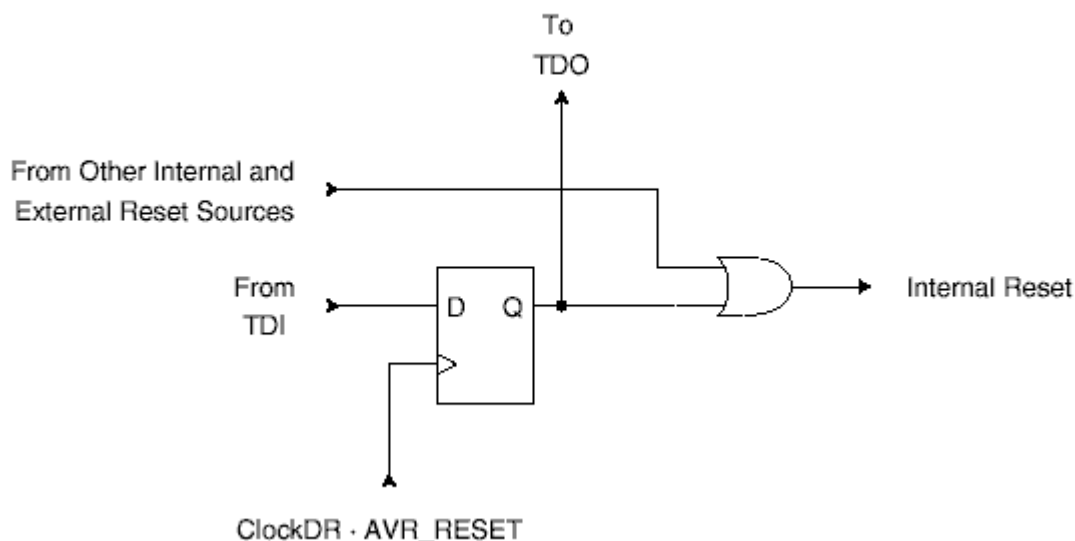 To
TDO
From Other Internal and
External Reset Sources
From
TDI
D Q
Internal Reset
ClockDR · AVR_RESET